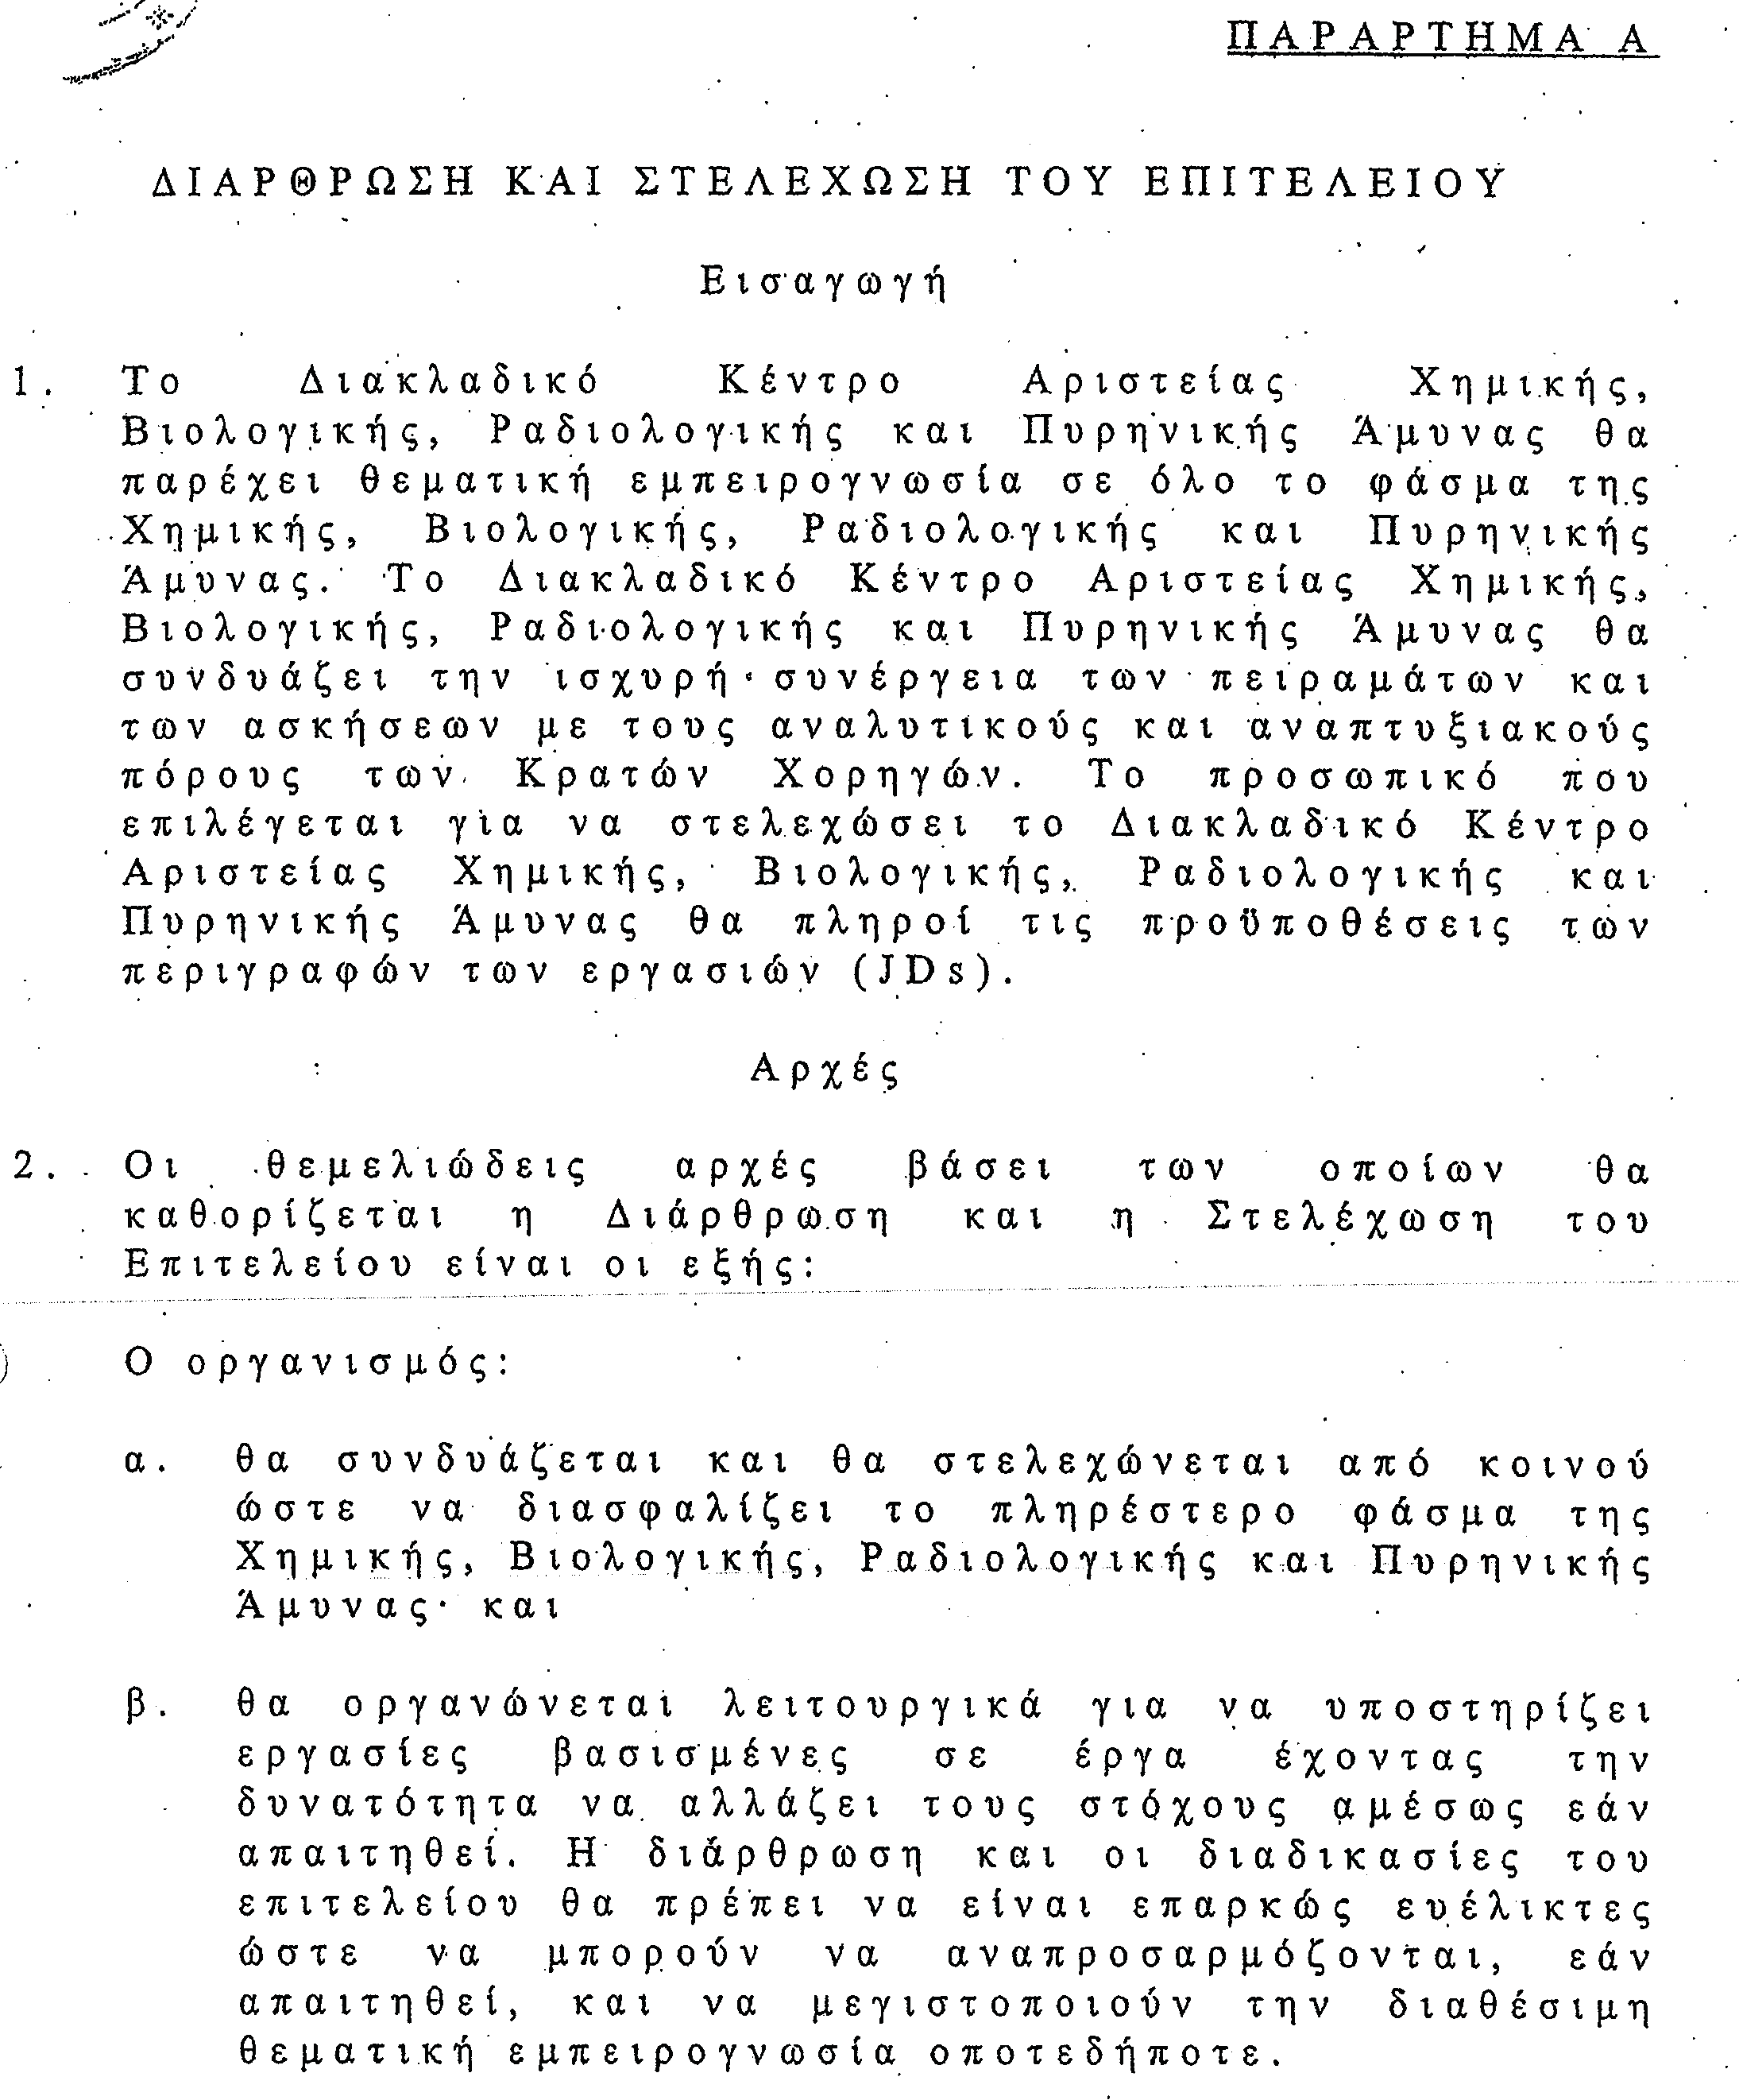 ΠΑΡΑΡΤΗΜΑ Α
ΔΙΑΡΘΡΩΣΗ ΚΑΙ ΣΤΕΛΕΧΩΣΗ ΤΟΥ ΕΠΙΤΕΛΕΙΟΥ
Εισαγωγή
1. Το Διακλαδικό Κέντρο Αριστείας Χημικής,
Βιολογικής, Ραδιολογικής και Πυρηνικής Άμυνας θα
παρέχει θεματική εμπειρογνωσία σε όλο το φάσμα της
Χημικής, Βιολογικής, Ραδιολογικής και Πυρηνικής
Άμυνας. Το Διακλαδικό Κέντρο Αριστείας Χημικής,
Βιολογικής, Ραδιολογικής και Πυρηνικής Άμυνας θα
συνδυάζει την ισχυρή συνέργεια των πειραμάτων και
των ασκήσεων με τους αναλυτικούς και αναπτυξιακούς
πόρους των Κρατών Χορηγών. Το προσωπικό που
επιλέγεται για να στελεχώσει το Διακλαδικό Κέντρο
Αριστείας Χημικής, Βιολογικής, Ραδιολογικής και
Πυρηνικής Άμυνας θα πληροί τις προϋποθέσεις των
περιγραφών των εργασιών (JDs).
Αρχές
2. Οι θεμελιώδεις αρχές βάσει των οποίων θα
καθορίζεται η Διάρθρωση και η Στελέχωση του
Επιτελείου είναι οι εξής:
Ο οργανισμός:
α. θα συνδυάζεται και θα στελεχώνεται από κοινού
ώστε να διασφαλίζει το πληρέστερο φάσμα της
Χημικής, Βιολογικής, Ραδιολογικής και Πυρηνικής
Άμυνας· και
β. θα οργανώνεται λειτουργικά για να υποστηρίζει
εργασίες βασισμένες σε έργα έχοντας την
δυνατότητα να αλλάζει τους στόχους αμέσως εάν
απαιτηθεί. Η διάρθρωση και οι διαδικασίες του
επιτελείου θα πρέπει να είναι επαρκώς ευέλικτες
ώστε να μπορούν να αναπροσαρμόζονται, εάν
απαιτηθεί, και να μεγιστοποιούν την διαθέσιμη
θεματική εμπειρογνωσία οποτεδήποτε.